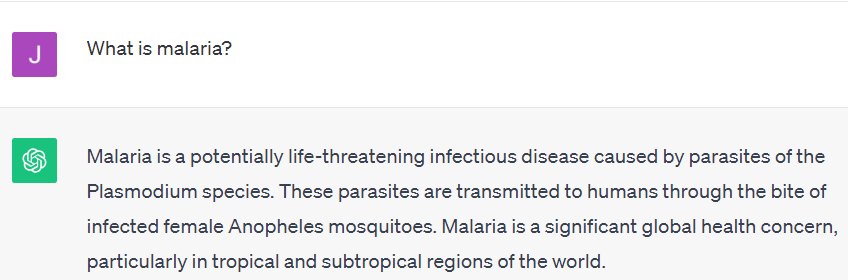 J
What is malaria?
Malaria is a potentially life-threatening infectious disease caused by parasites of the
Plasmodium species. These parasites are transmitted to humans through the bite of
infected female Anopheles mosquitoes. Malaria is a significant global health concern,
particularly in tropical and subtropical regions of the world.